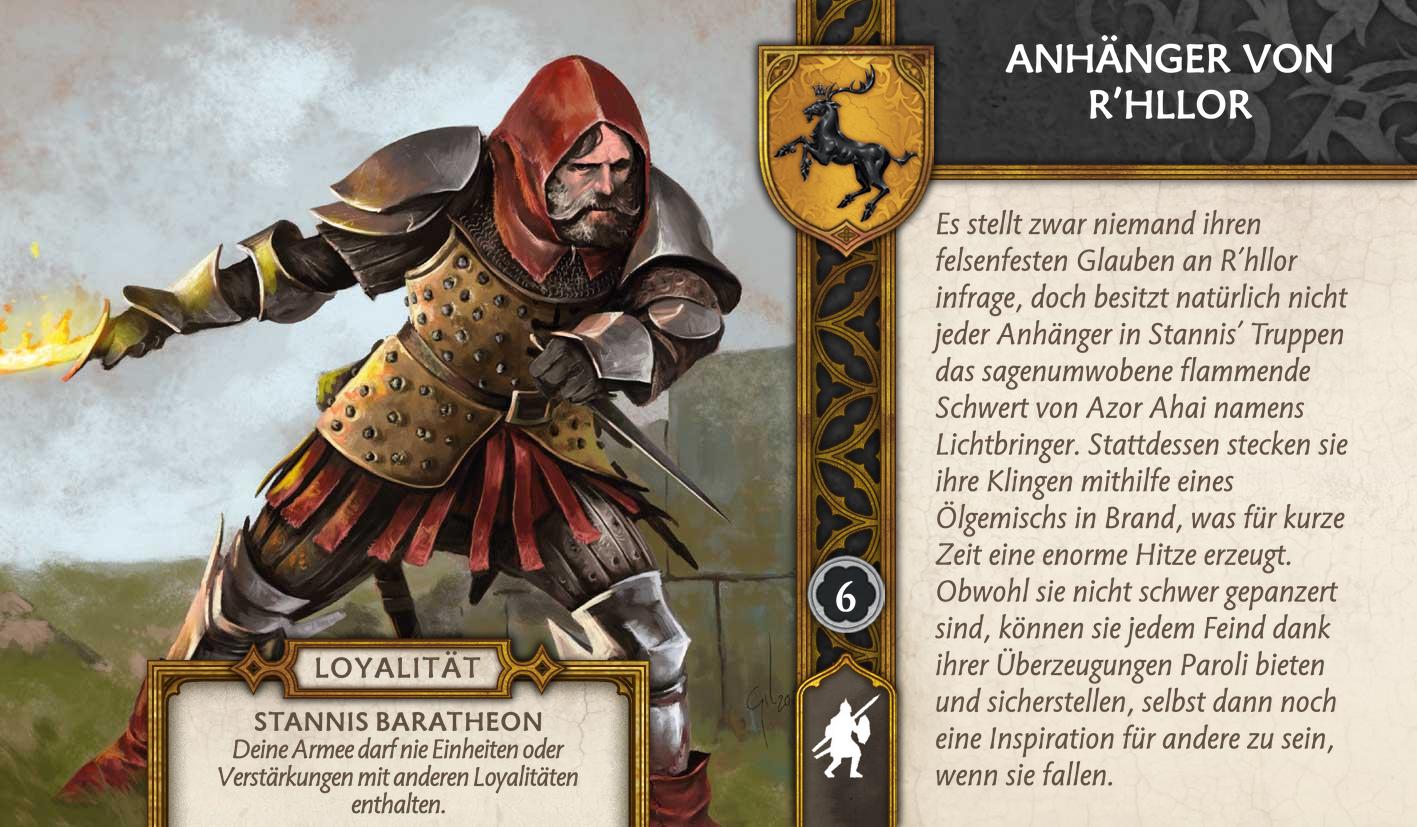 ANHÄNGER VON
R’HLLOR
Es stellt zwar niemand ihren
felsenfesten Glauben an R’hllor
infrage, doch besitzt natürlich nicht
jeder Anhänger in Stannis’ Truppen
das sagenumwobene flammende
Schwert von Azor Ahai namens
Lichtbringer. Stattdessen stecken sie
ihre Klingen mithilfe eines
Ölgemischs in Brand, was für kurze
Zeit eine enorme Hitze erzeugt.
Obwohl sie nicht schwer gepanzert
sind, können sie jedem Feind dank
ihrer Überzeugungen Paroli bieten
und sicherstellen, selbst dann noch
eine Inspiration für andere zu sein,
wenn sie fallen.
6
LOYALITÄT
STANNIS BARATHEON
Deine Armee darf nie Einheiten oder
Verstärkungen mit anderen Loyalitäten
enthalten.